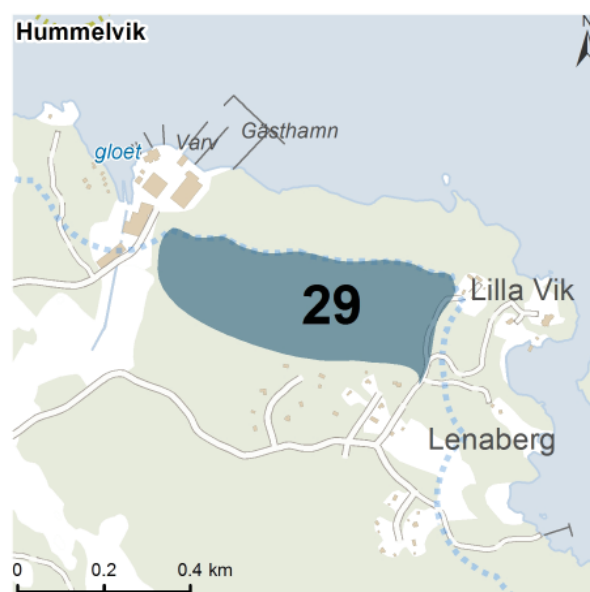 Hummelvik
N
gloet
Varv
Gästhamn
29
Lilla Vik
Lenaberg
0 0.2 0.4 km